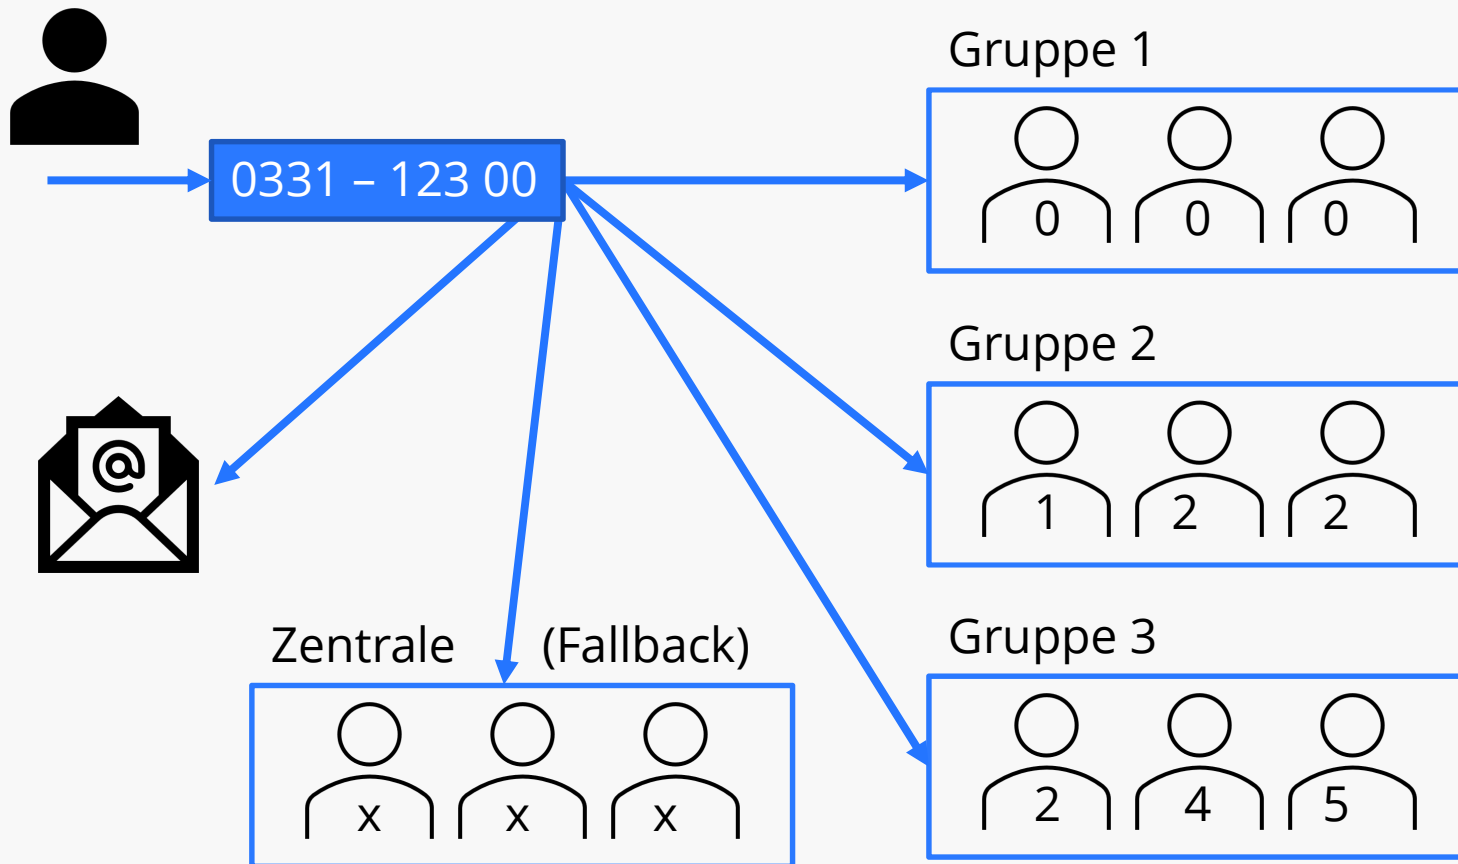 Gruppe 1
0331 – 123 00
0 0 0
Gruppe 2
@
1 2 2
Zentrale (Fallback)
Gruppe 3
x x x
2 4 5